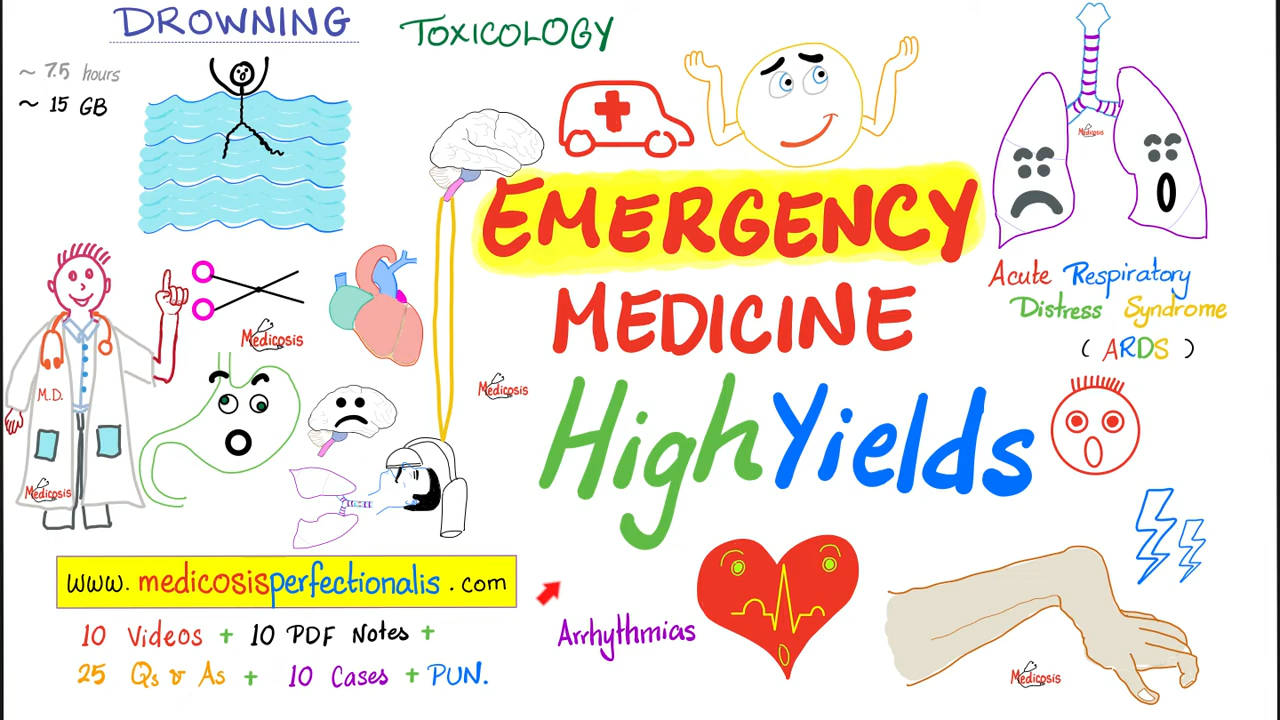 DROWNING
TOXICOLOGY
~ 7.5 hours
~ 15 GB
EMERGENCY
MEDICINE
High Yields
Medicosis
Acute Respiratory
Distress Syndrome
( ARDS )
Medicosis
M.D.
Medicosis
Medicosis
www.medicosisperfectionalis.com
10 Videos + 10 PDF Notes +
25 Qs & As + 10 Cases + PUN.
Arrhythmias
Medicosis